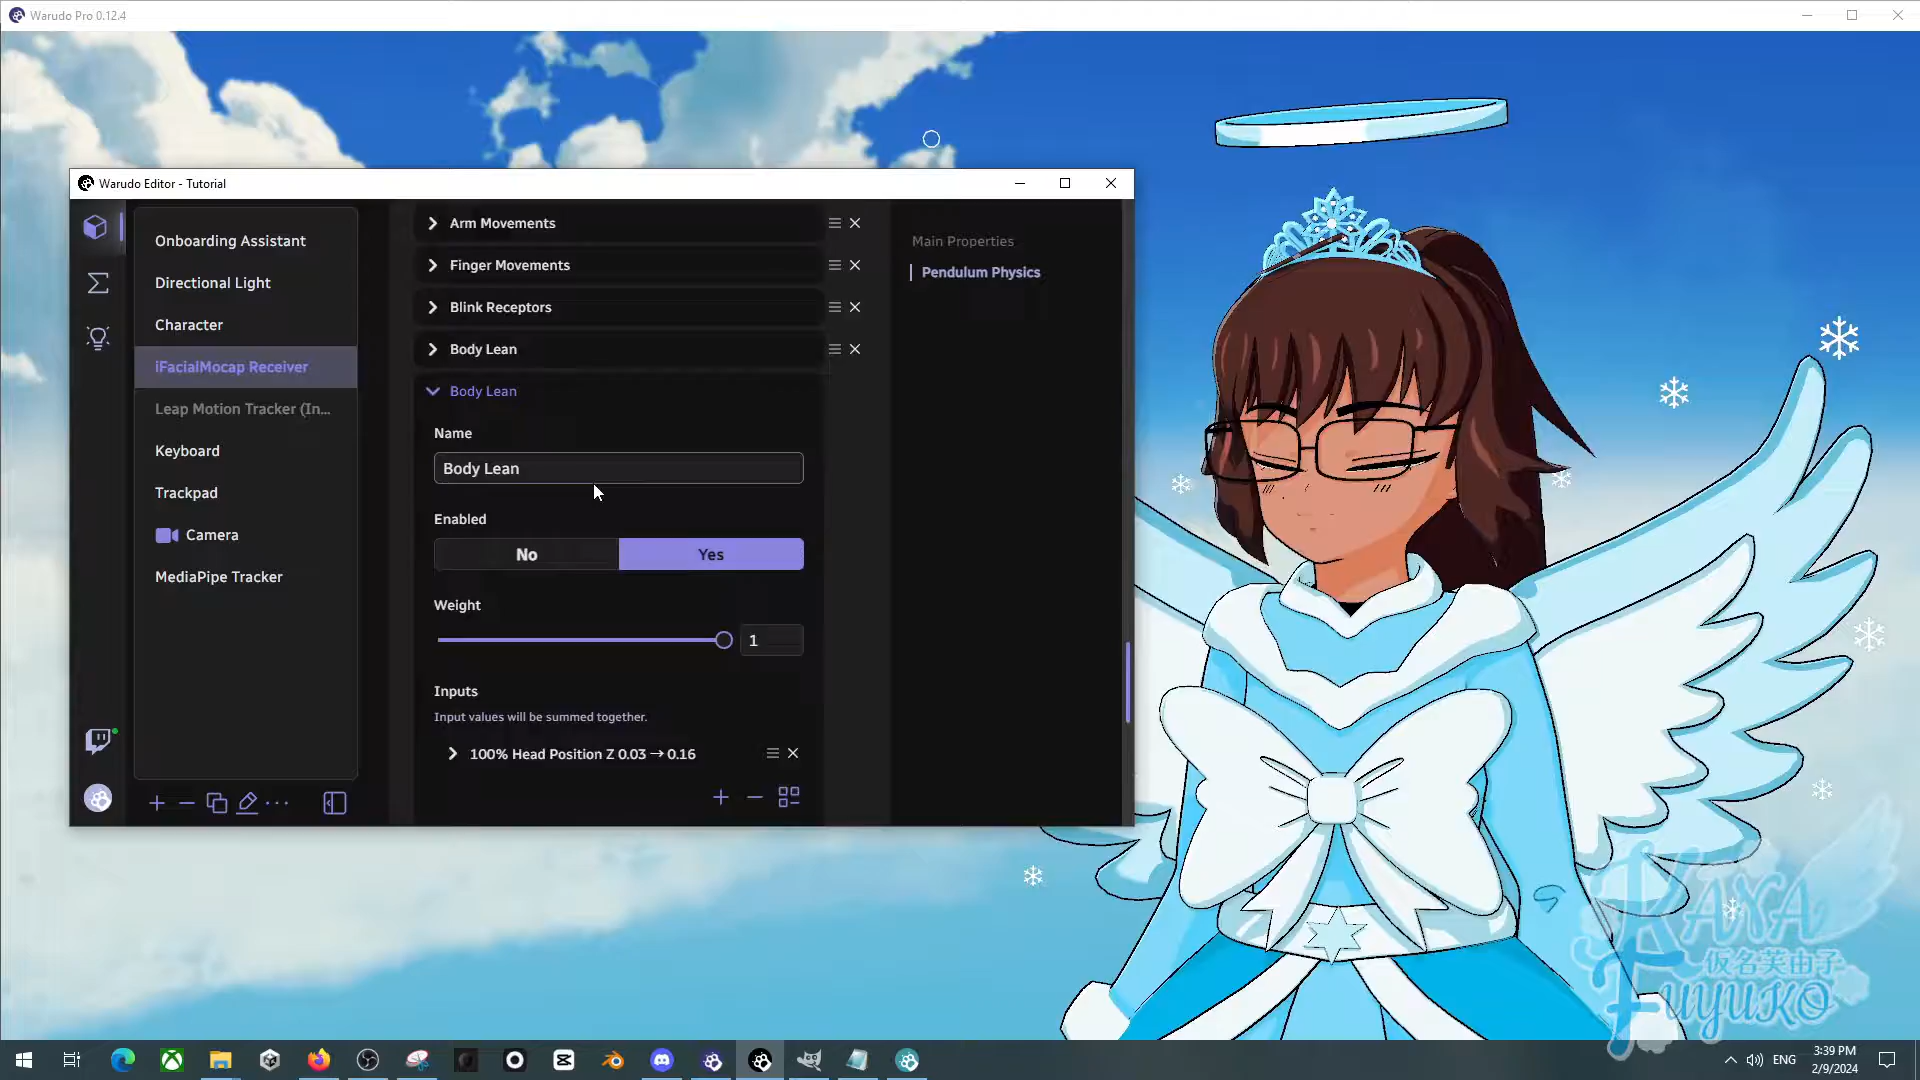 Warudo Pro 0.12.4
Warudo Editor - Tutorial
Onboarding Assistant
Directional Light
Character
iFacialMocap Receiver
Leap Motion Tracker (In...
Keyboard
Trackpad
Camera
MediaPipe Tracker
Arm Movements
Finger Movements
Blink Receptors
Body Lean
Body Lean
Name
Body Lean
Enabled
No
Yes
Weight
1
Inputs
Input values will be summed together.
100% Head Position Z 0.03 → 0.16
Main Properties
Pendulum Physics
KAYA
仮名芙由子
FUYUKO
ENG
3:39 PM
2/9/2024